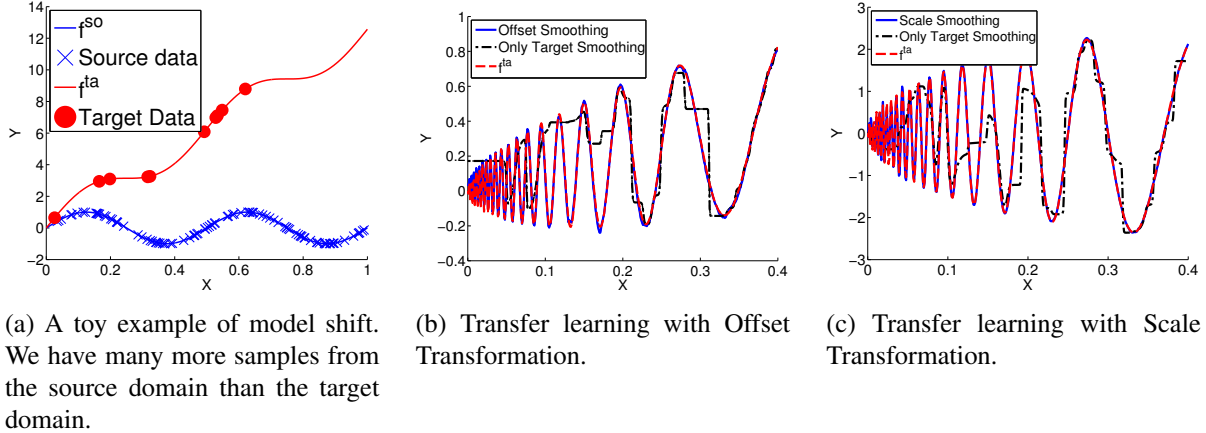 14
12
10
8
6
4
2
0
−2
Y
0
0.2
0.4
0.6
0.8
1
X
f^so
Source data
f^ta
Target Data
1
0.8
0.6
0.4
0.2
0
−0.2
−0.4
Y
0
0.1
0.2
0.3
0.4
X
Offset Smoothing
Only Target Smoothing
f^ta
3
2
1
0
−1
−2
−3
Y
0
0.1
0.2
0.3
0.4
X
Scale Smoothing
Only Target Smoothing
f^ta
(a) A toy example of model shift.
We have many more samples from
the source domain than the target
domain.
(b) Transfer learning with Offset
Transformation.
(c) Transfer learning with Scale
Transformation.